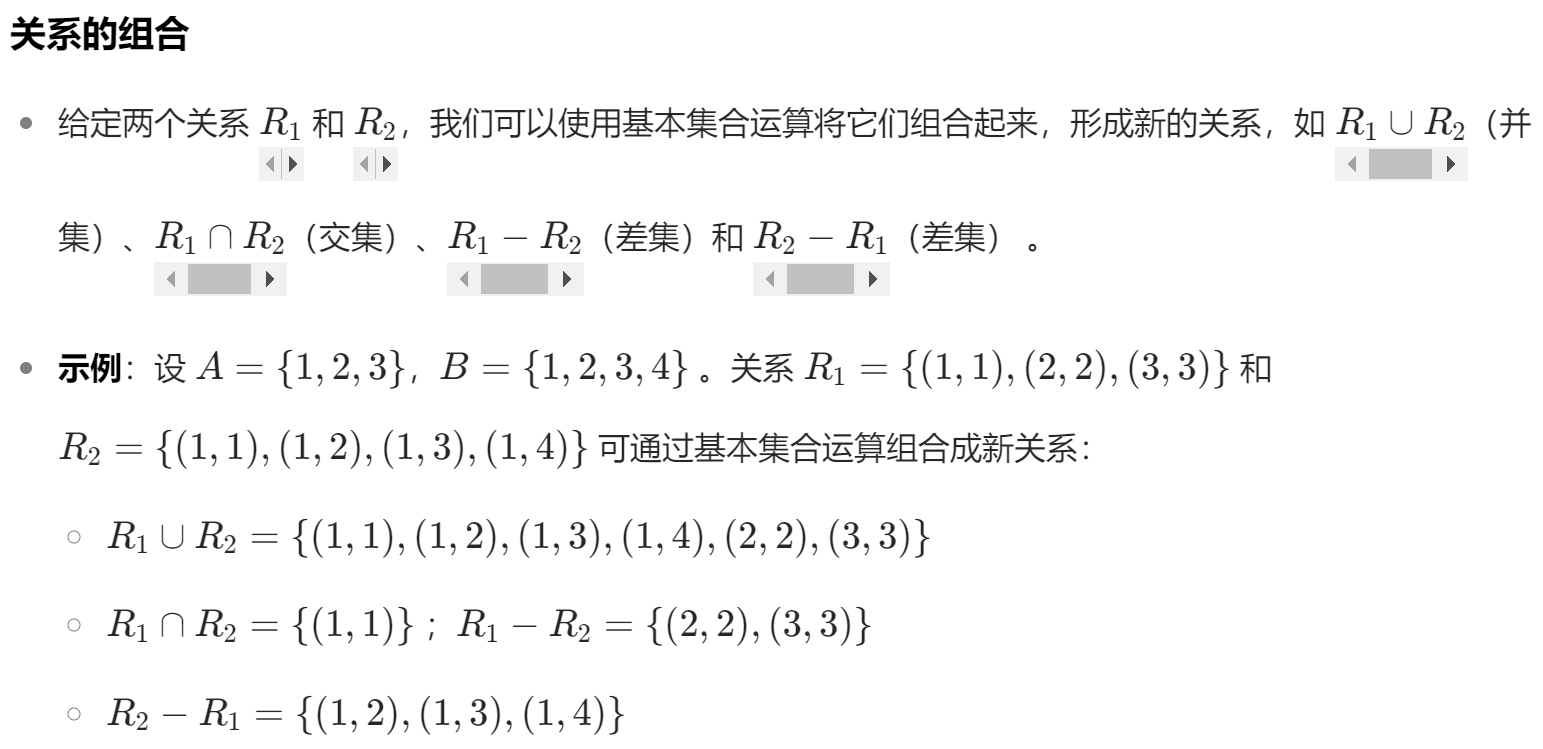 关系的组合
给定两个关系 R₁ 和 R₂，我们可以使用基本集合运算将它们组合起来，形成新的关系，如 R₁ ∪ R₂（并
集）、R₁ ∩ R₂（交集）、R₁ − R₂（差集）和 R₂ − R₁（差集） 。
示例：设 A = {1, 2, 3}，B = {1, 2, 3, 4} 。关系 R₁ = {(1, 1), (2, 2), (3, 3)} 和
R₂ = {(1, 1), (1, 2), (1, 3), (1, 4)} 可通过基本集合运算组合成新关系：
R₁ ∪ R₂ = {(1, 1), (1, 2), (1, 3), (1, 4), (2, 2), (3, 3)}
R₁ ∩ R₂ = {(1, 1)} ；R₁ − R₂ = {(2, 2), (3, 3)}
R₂ − R₁ = {(1, 2), (1, 3), (1, 4)}